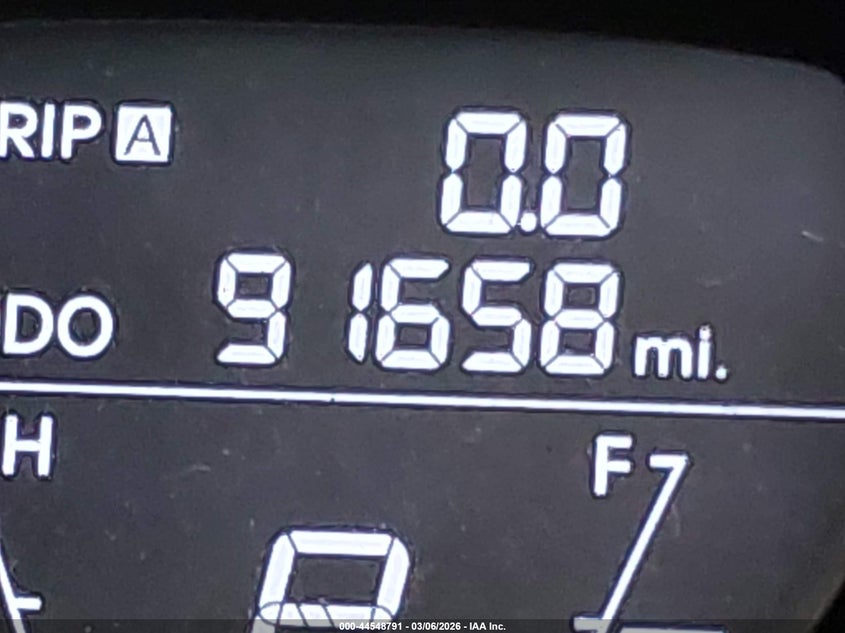 RIP A 0.0
DO 91658 mi.
H F
P
000-44548791 - 03/06/2026 - IAA Inc.